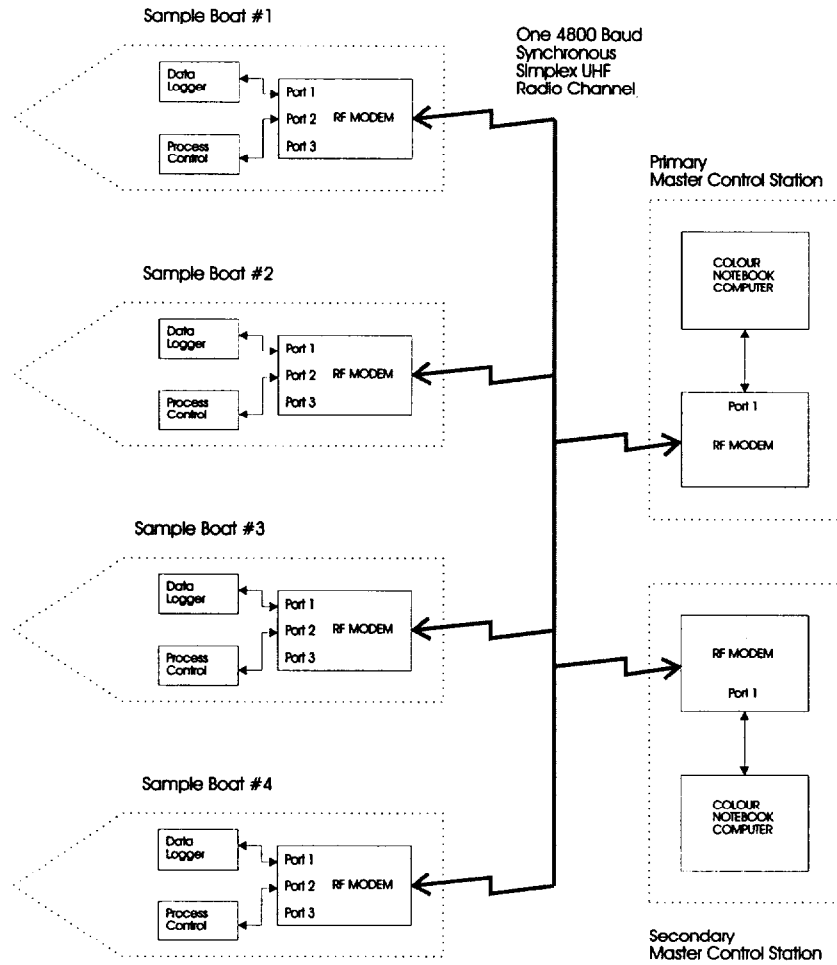 Sample Boat #1
Data
Logger
Process
Control
Port 1
Port 2
Port 3
RF MODEM
One 4800 Baud
Synchronous
Simplex UHF
Radio Channel
Sample Boat #2
Data
Logger
Process
Control
Port 1
Port 2
Port 3
RF MODEM
Sample Boat #3
Data
Logger
Process
Control
Port 1
Port 2
Port 3
RF MODEM
Sample Boat #4
Data
Logger
Process
Control
Port 1
Port 2
Port 3
RF MODEM
Primary
Master Control Station
COLOUR
NOTEBOOK
COMPUTER
Port 1
RF MODEM
RF MODEM
Port 1
COLOUR
NOTEBOOK
COMPUTER
Secondary
Master Control Station